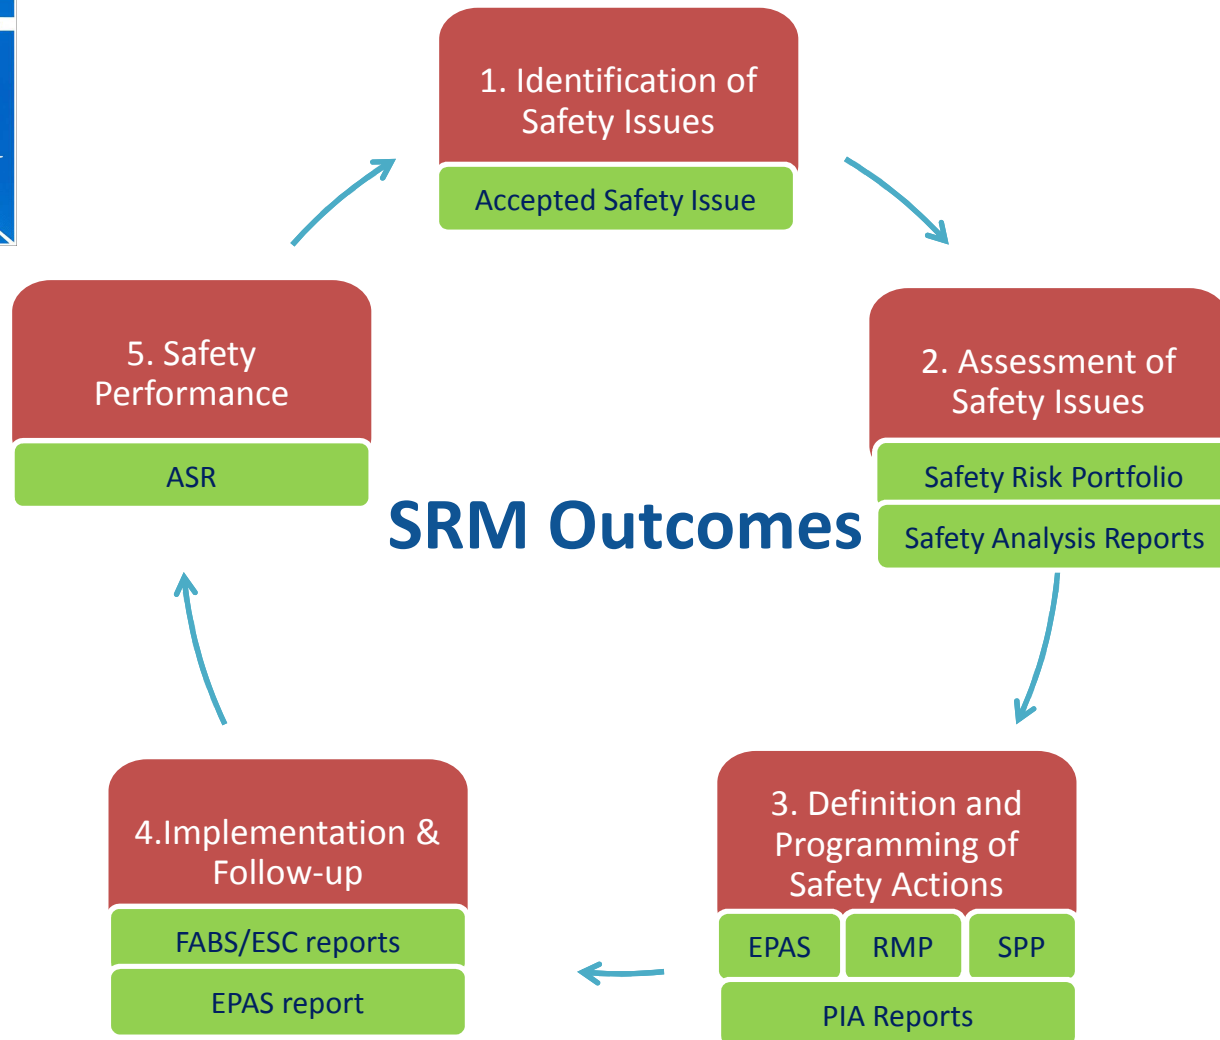 1. Identification of
Safety Issues
Accepted Safety Issue
2. Assessment of
Safety Issues
Safety Risk Portfolio
Safety Analysis Reports
3. Definition and
Programming of
Safety Actions
EPAS RMP SPP
PIA Reports
4.Implementation &
Follow-up
FABS/ESC reports
EPAS report
5. Safety
Performance
ASR
SRM Outcomes